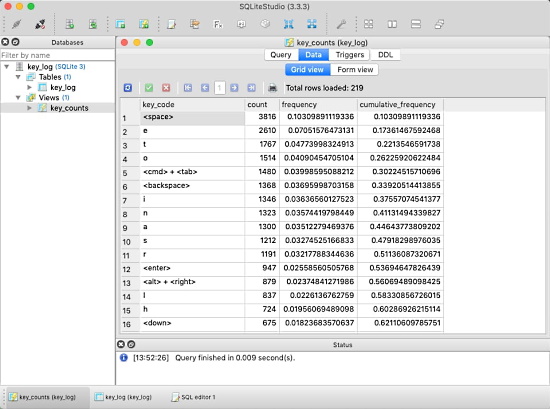 SQLiteStudio (3.3.3)
Databases
Filter by name
key_log (SQLite 3)
Tables (1)
key_log
Views (1)
key_counts
key_counts (key_log)
Query Data Triggers DDL
Grid view Form view
1 Total rows loaded: 219
key_code count frequency cumulative_frequency
1 <space> 3816 0.10309891119336 0.10309891119336
2 e 2610 0.07051576473131 0.17361467592468
3 t 1767 0.04773998324913 0.2213546591738
4 o 1514 0.04090454705104 0.26225920622484
5 <cmd> + <tab> 1480 0.03998595088212 0.30224515710696
6 <backspace> 1368 0.03695998703158 0.33920514413855
7 i 1346 0.03636560127523 0.37557074541377
8 n 1323 0.03574419798449 0.41131494339827
9 a 1300 0.03512279469376 0.44643773809202
10 s 1212 0.03274525166833 0.47918298976035
11 r 1191 0.03217788344636 0.51136087320671
12 <enter> 947 0.02558560505768 0.53694647826439
13 <alt> + <right> 879 0.02374841271986 0.56069489098425
14 l 837 0.0226136762759 0.58330856726015
15 h 724 0.01956069489098 0.60286926215114
16 <down> 675 0.01823683570637 0.62110609785751
Status
[13:52:26] Query finished in 0.009 second(s).
key_counts (key_log) key_log (key_log) SQL editor 1